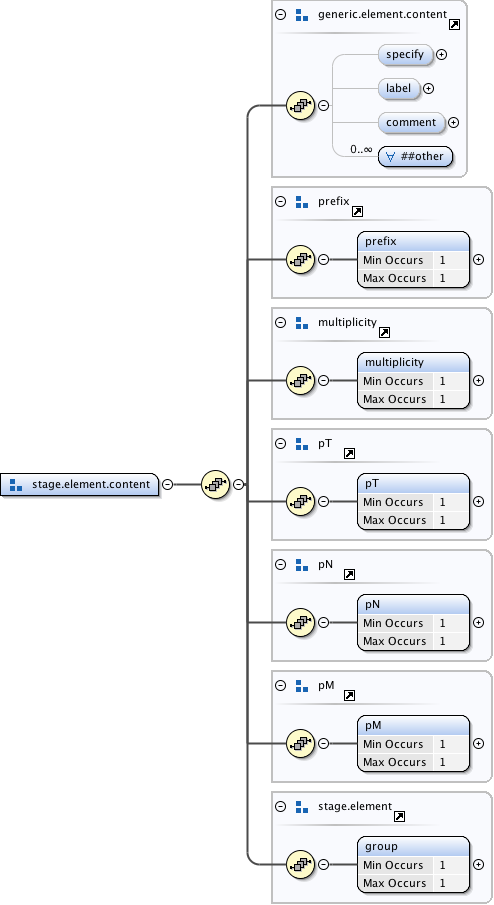 generic.element.content
specify
label
comment
0..∞
∀ ##other
prefix
prefix
Min Occurs 1
Max Occurs 1
multiplicity
multiplicity
Min Occurs 1
Max Occurs 1
pT
pT
Min Occurs 1
Max Occurs 1
stage.element.content
pN
pN
Min Occurs 1
Max Occurs 1
pM
pM
Min Occurs 1
Max Occurs 1
stage.element
group
Min Occurs 1
Max Occurs 1